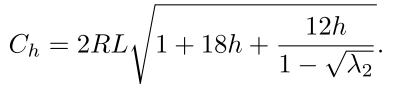 $C_h = 2RL\sqrt{1 + 18h + \frac{12h}{1 - \sqrt{\lambda_2}}}.$